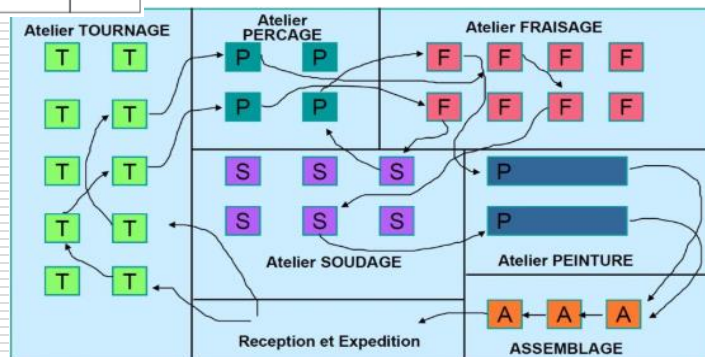 Atelier TOURNAGE
Atelier
PERCAGE
Atelier FRAISAGE
T T P P F F F F
T T P P F F F F
T T S S S P
T T S S S P
Atelier SOUDAGE
Atelier PEINTURE
T T
A A A
Reception et Expedition
ASSEMBLAGE